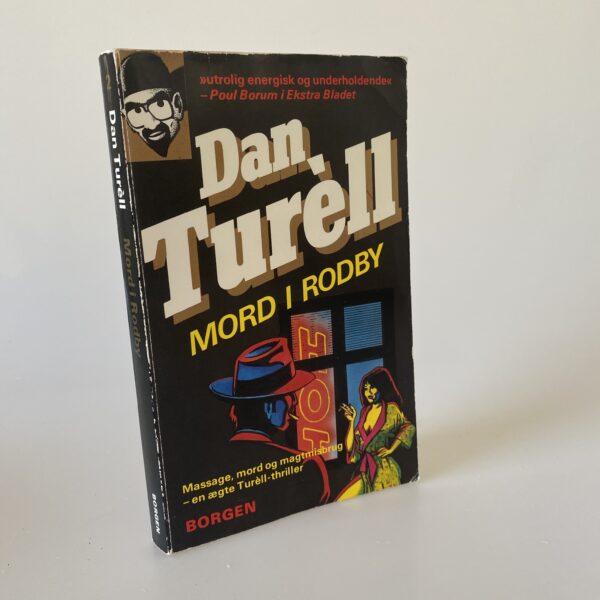 »utrolig energisk og underholdende«
– Poul Borum i Ekstra Bladet
Dan
Turèll
MORD I RODBY
HOT
Massage, mord og magtmisbrug
– en ægte Turèll-thriller
BORGEN
2
Dan Turèll
Mord i Rodby
BORGEN